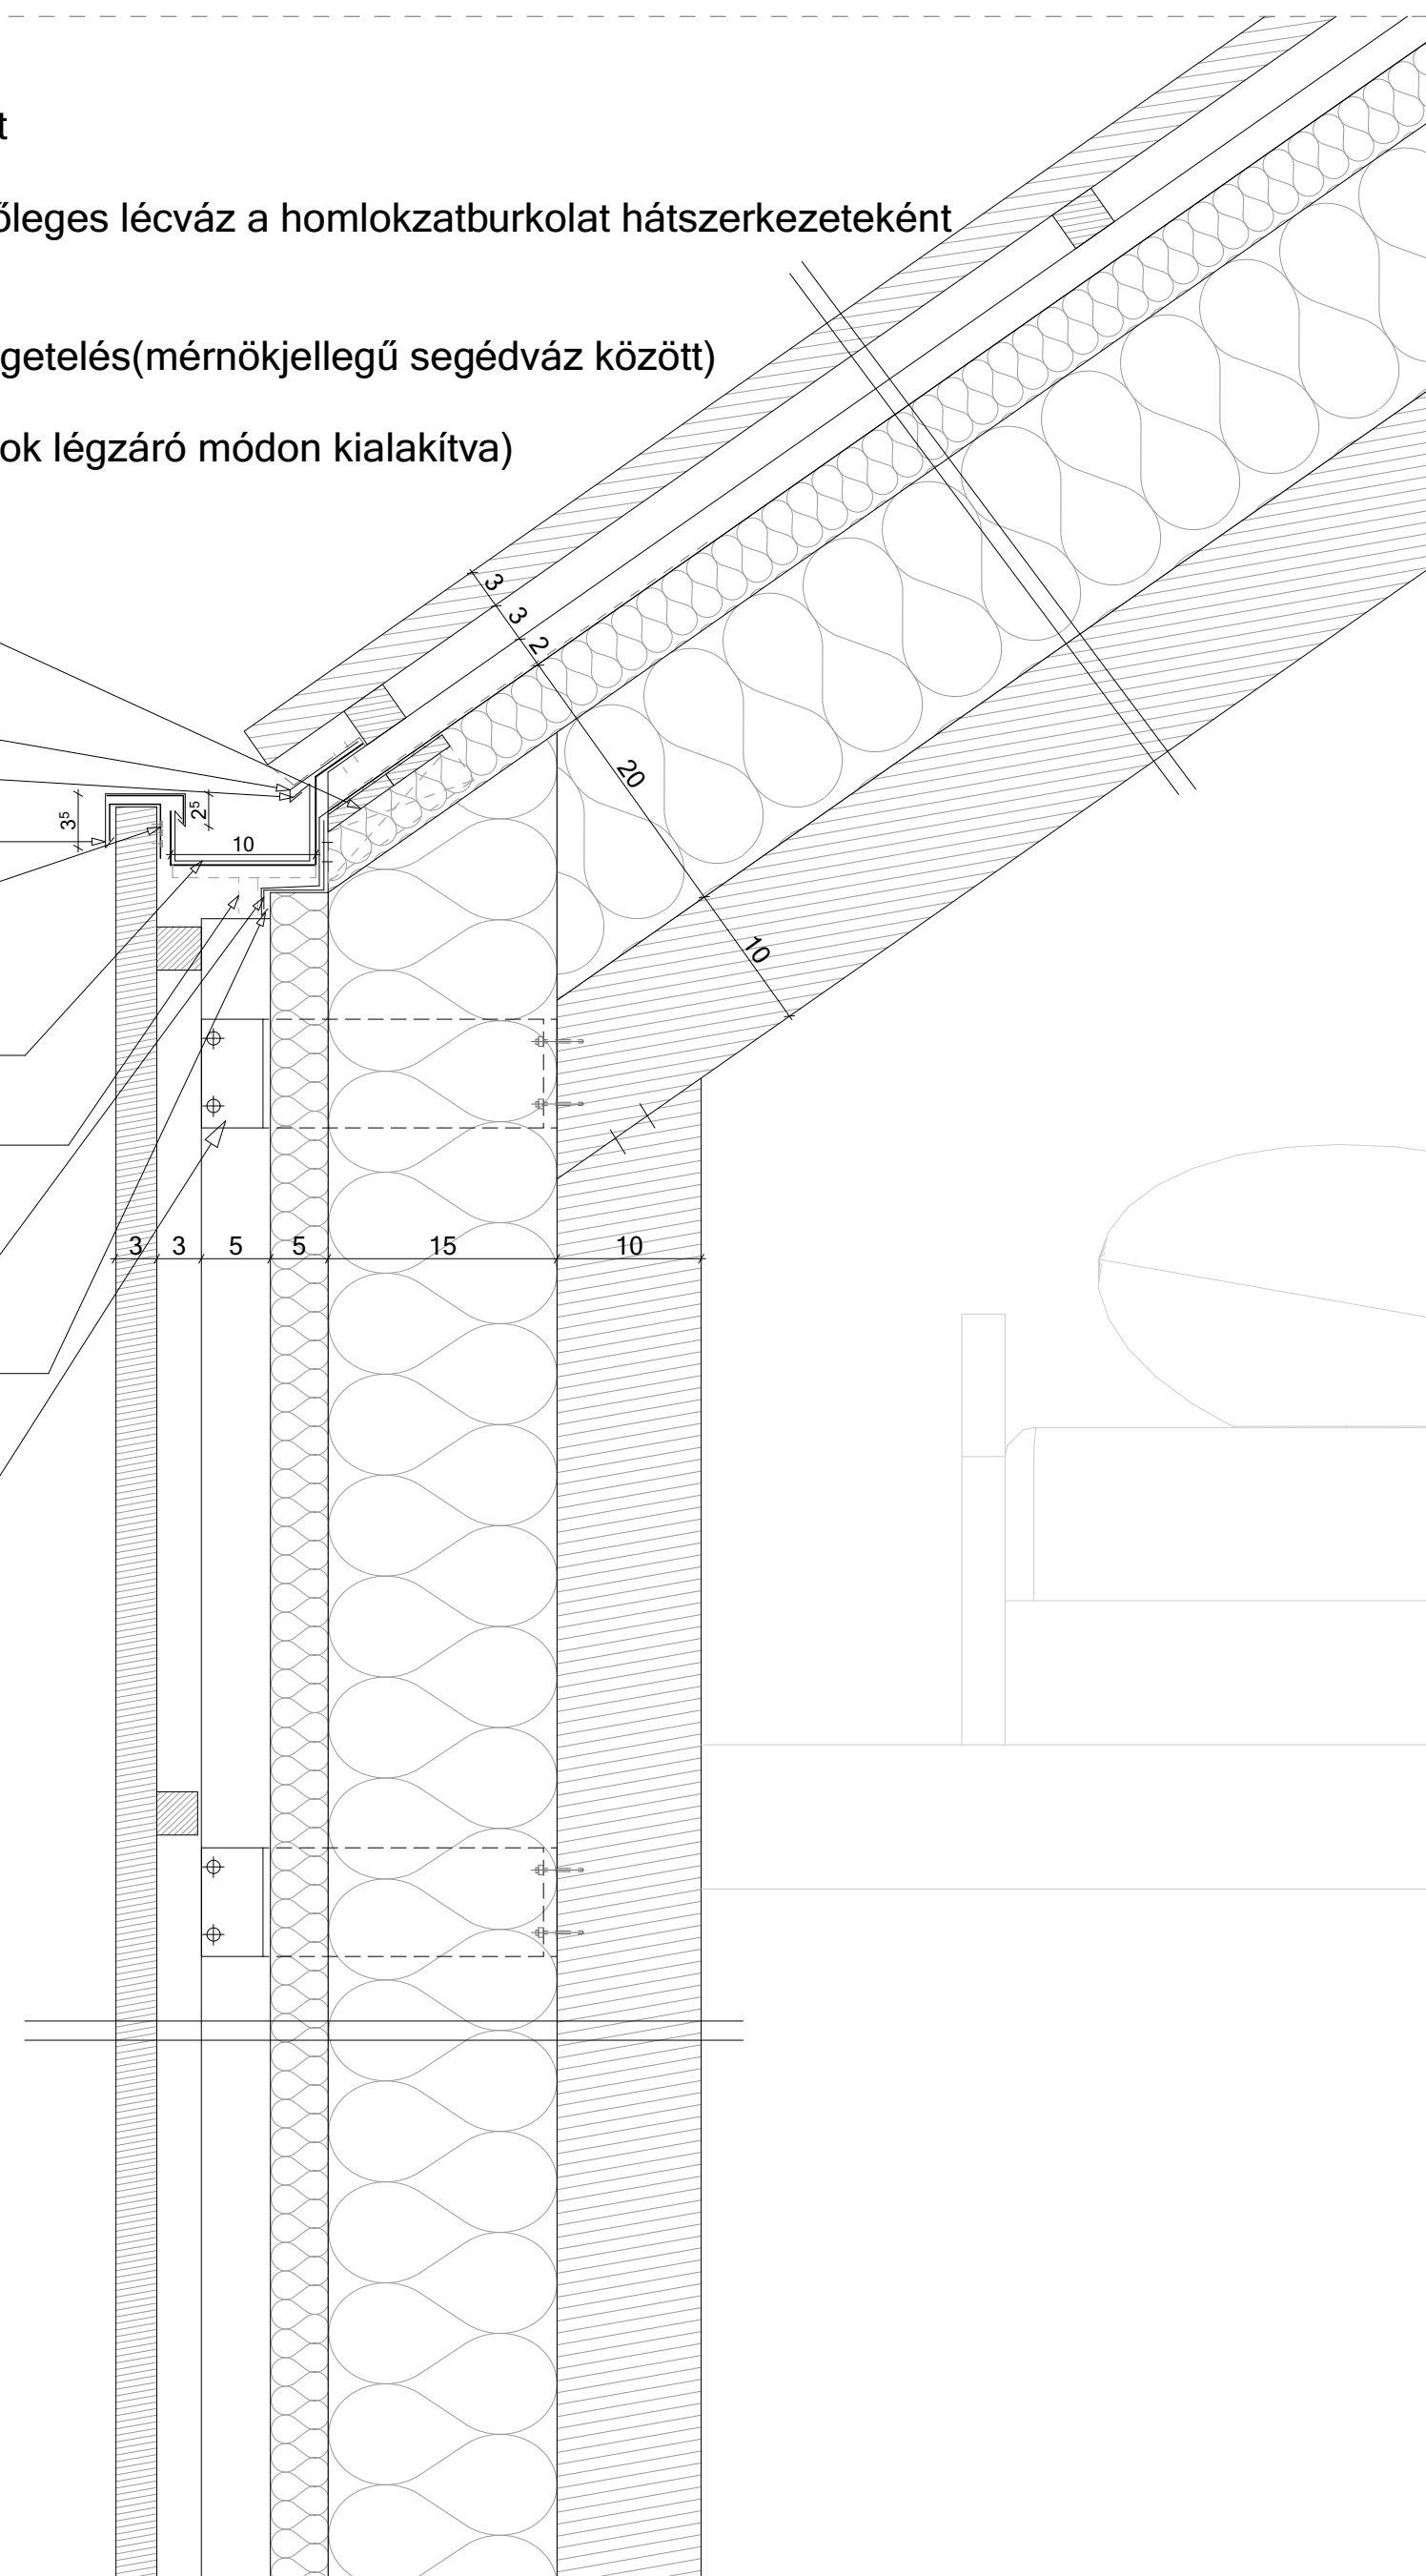 t
őleges lécváz a homlokzatburkolat hátszerkezeteként
getelés(mérnökjellegű segédváz között)
ok légzáró módon kialakítva)
3
3
2
20
10
3⁵
2⁵
10
3 3 5 5 15 10